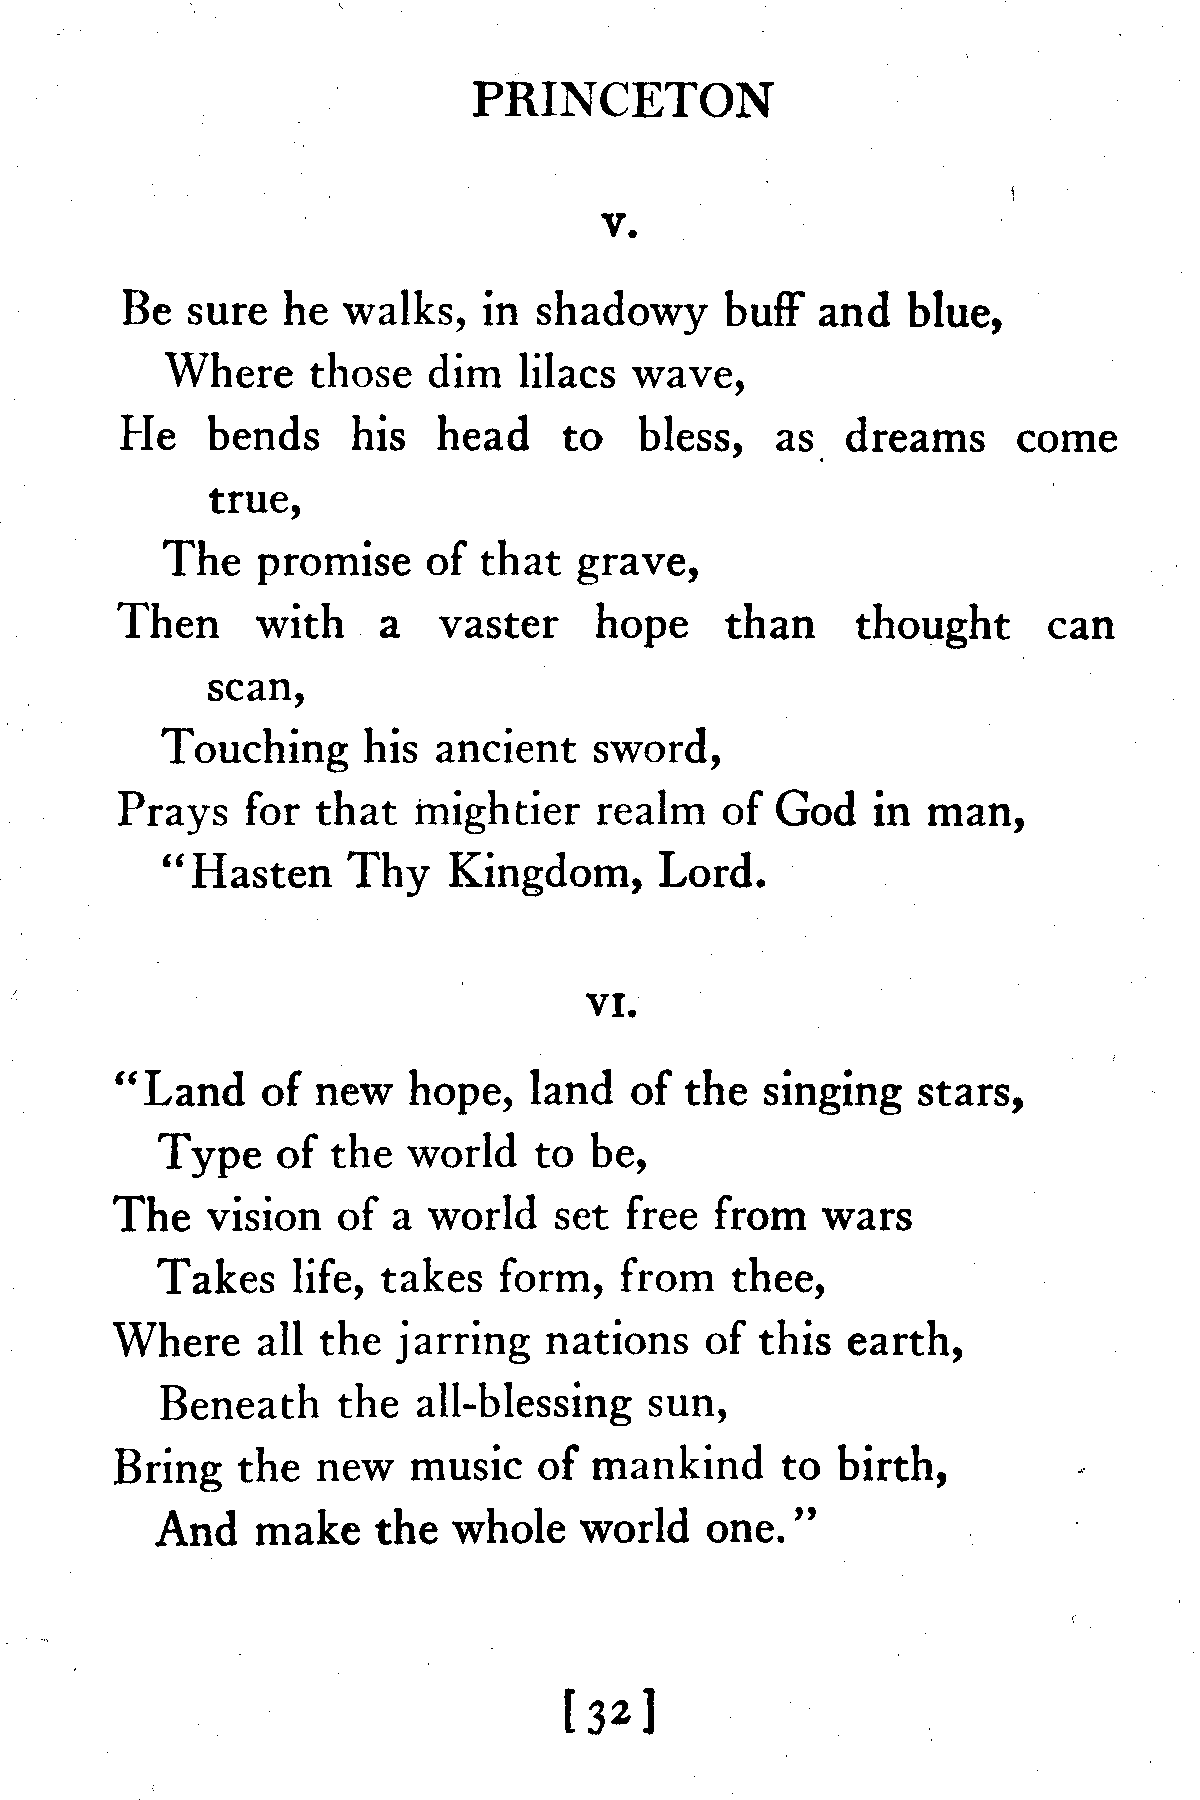 PRINCETON
V.
Be sure he walks, in shadowy buff and blue,
Where those dim lilacs wave,
He bends his head to bless, as dreams come
true,
The promise of that grave,
Then with a vaster hope than thought can
scan,
Touching his ancient sword,
Prays for that mightier realm of God in man,
“Hasten Thy Kingdom, Lord.
VI.
“Land of new hope, land of the singing stars,
Type of the world to be,
The vision of a world set free from wars
Takes life, takes form, from thee,
Where all the jarring nations of this earth,
Beneath the all-blessing sun,
Bring the new music of mankind to birth,
And make the whole world one.”
[32]